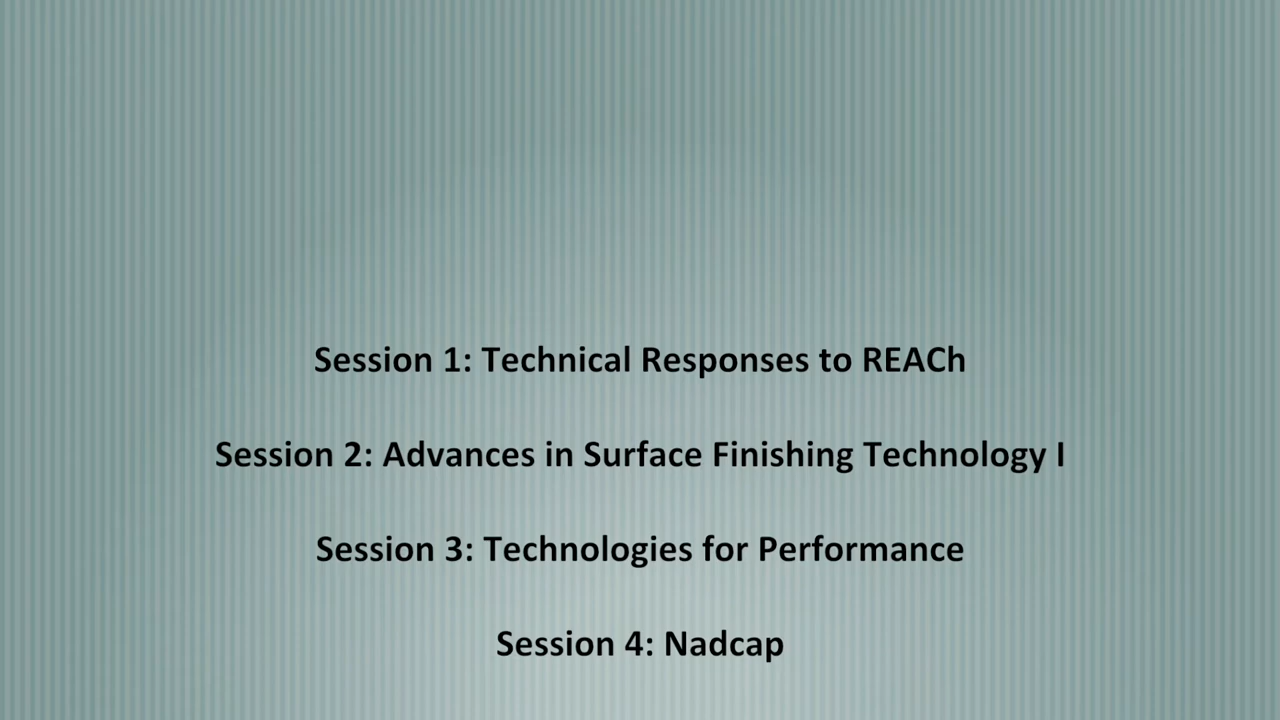 Session 1: Technical Responses to REACh
Session 2: Advances in Surface Finishing Technology I
Session 3: Technologies for Performance
Session 4: Nadcap